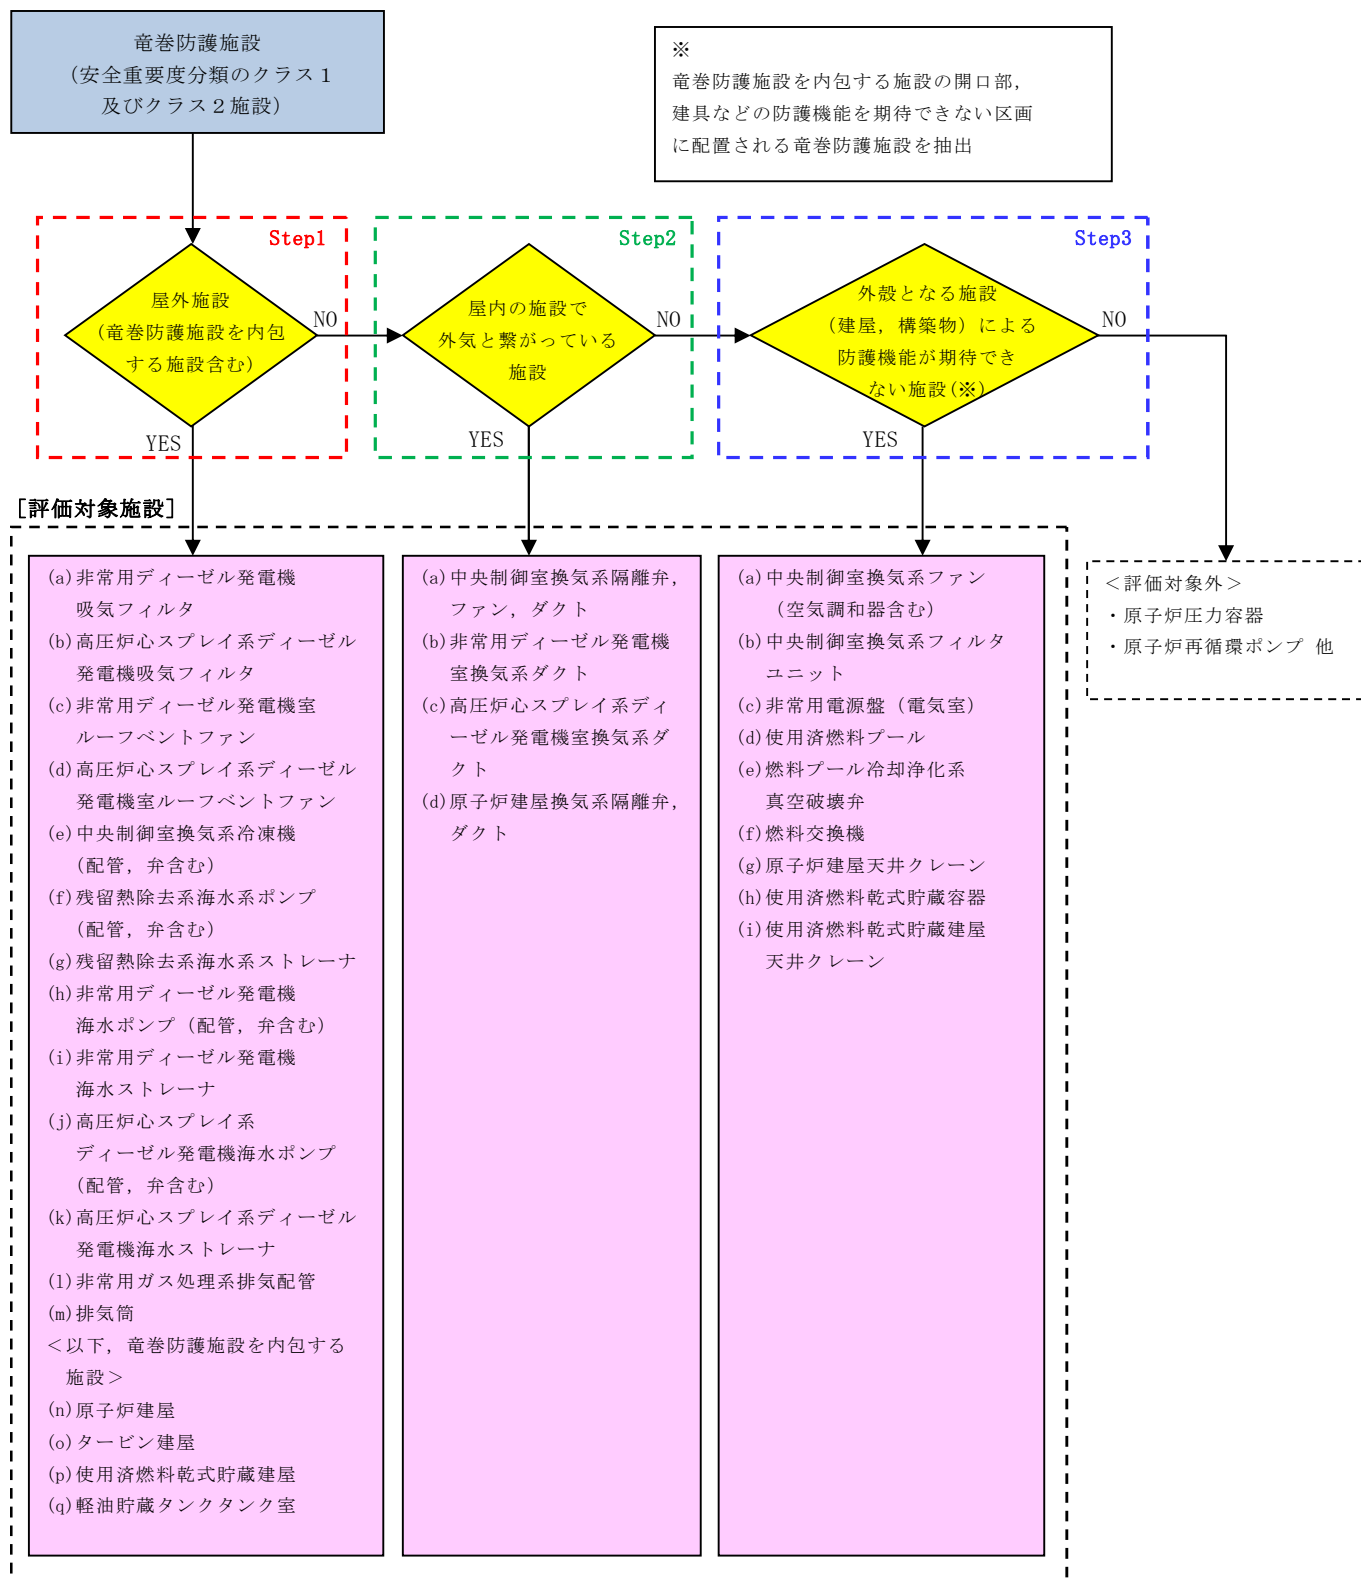 竜巻防護施設
(安全重要度分類のクラス１
及びクラス２施設)
※
竜巻防護施設を内包する施設の開口部，
建具などの防護機能を期待できない区画
に配置される竜巻防護施設を抽出
Step1
屋外施設
(竜巻防護施設を内包
する施設含む)
NO
YES
Step2
屋内の施設で
外気と繋がっている
施設
NO
YES
Step3
外殻となる施設
（建屋，構築物）による
防護機能が期待でき
ない施設(※)
NO
YES
［評価対象施設］
(a)非常用ディーゼル発電機
吸気フィルタ
(b)高圧炉心スプレイ系ディーゼル
発電機吸気フィルタ
(c)非常用ディーゼル発電機室
ルーフベントファン
(d)高圧炉心スプレイ系ディーゼル
発電機室ルーフベントファン
(e)中央制御室換気系冷凍機
（配管，弁含む）
(f)残留熱除去系海水系ポンプ
（配管，弁含む）
(g)残留熱除去系海水系ストレーナ
(h)非常用ディーゼル発電機
海水ポンプ（配管，弁含む）
(i)非常用ディーゼル発電機
海水ストレーナ
(j)高圧炉心スプレイ系
ディーゼル発電機海水ポンプ
（配管，弁含む）
(k)高圧炉心スプレイ系ディーゼル
発電機海水ストレーナ
(l)非常用ガス処理系排気配管
(m)排気筒
＜以下，竜巻防護施設を内包する
施設＞
(n)原子炉建屋
(o)タービン建屋
(p)使用済燃料乾式貯蔵建屋
(q)軽油貯蔵タンクタンク室
(a)中央制御室換気系隔離弁，
ファン，ダクト
(b)非常用ディーゼル発電機
室換気系ダクト
(c)高圧炉心スプレイ系ディ
ーゼル発電機室換気系ダ
クト
(d)原子炉建屋換気系隔離弁，
ダクト
(a)中央制御室換気系ファン
（空気調和器含む）
(b)中央制御室換気系フィルタ
ユニット
(c)非常用電源盤（電気室）
(d)使用済燃料プール
(e)燃料プール冷却浄化系
真空破壊弁
(f)燃料交換機
(g)原子炉建屋天井クレーン
(h)使用済燃料乾式貯蔵容器
(i)使用済燃料乾式貯蔵建屋
天井クレーン
＜評価対象外＞
・原子炉圧力容器
・原子炉再循環ポンプ 他